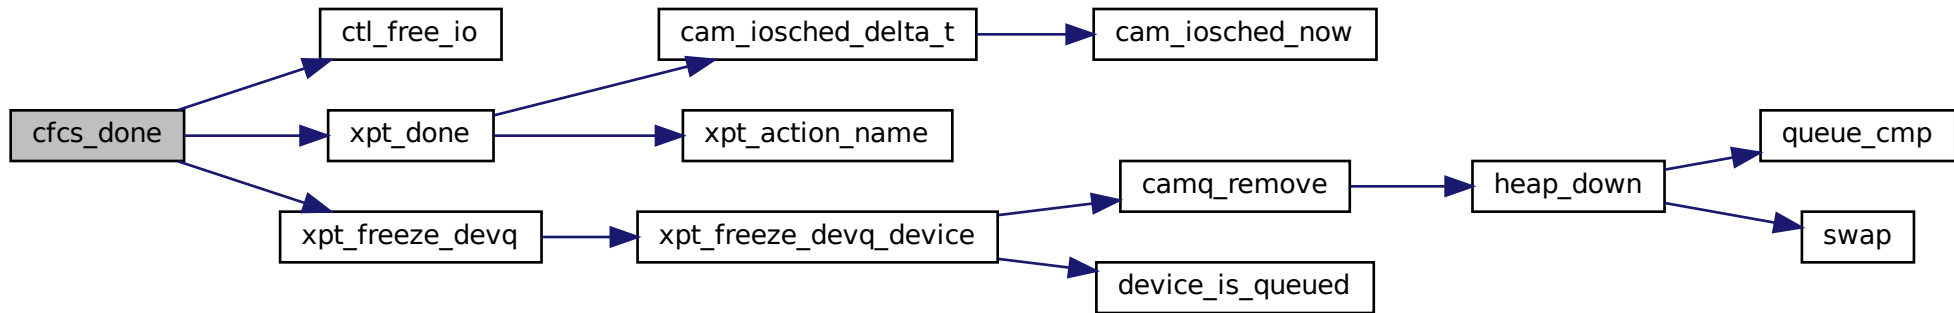 cfcs_done
ctl_free_io
xpt_done
xpt_freeze_devq
cam_iosched_delta_t
xpt_action_name
xpt_freeze_devq_device
cam_iosched_now
camq_remove
device_is_queued
heap_down
queue_cmp
swap